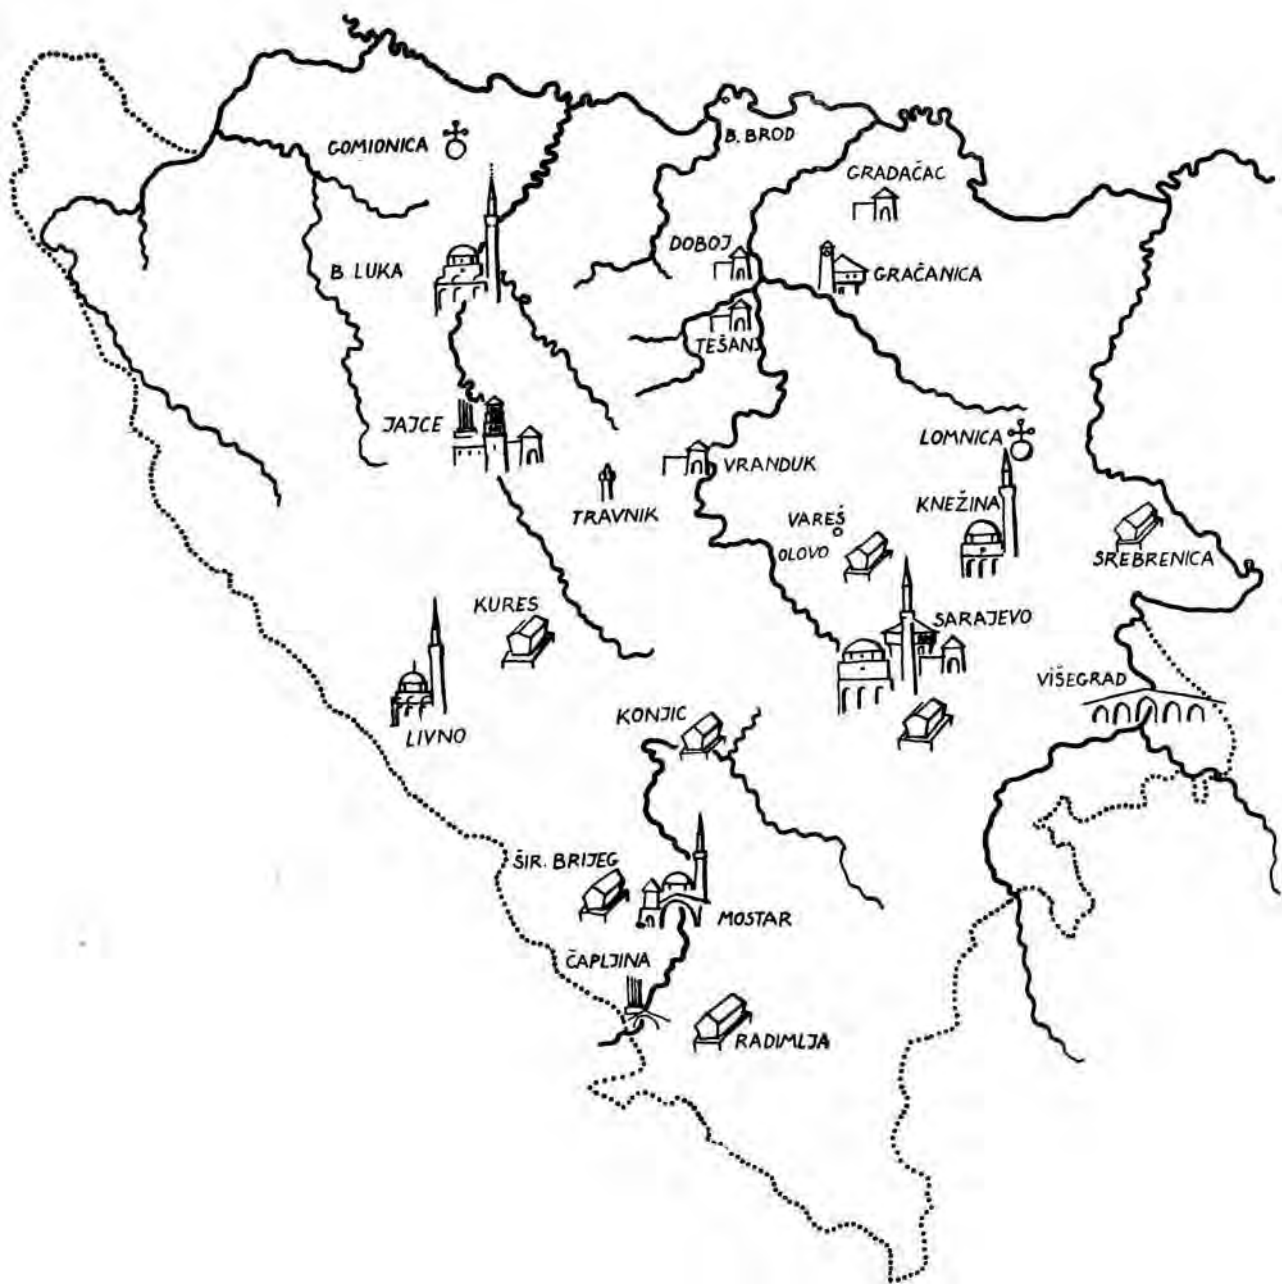 B. BROD
GOMIONICA
GRADAČAC
DOBOJ
B. LUKA
GRAČANICA
TEŠANJ
JAJCE
LOMNICA
VRANDUK
KNEŽINA
TRAVNIK
VAREŠ
OLOVO
SREBRENICA
KUPRES
SARAJEVO
VIŠEGRAD
KONJIC
LIVNO
ŠIR. BRIJEG
MOSTAR
ČAPLJINA
RADIMLJA